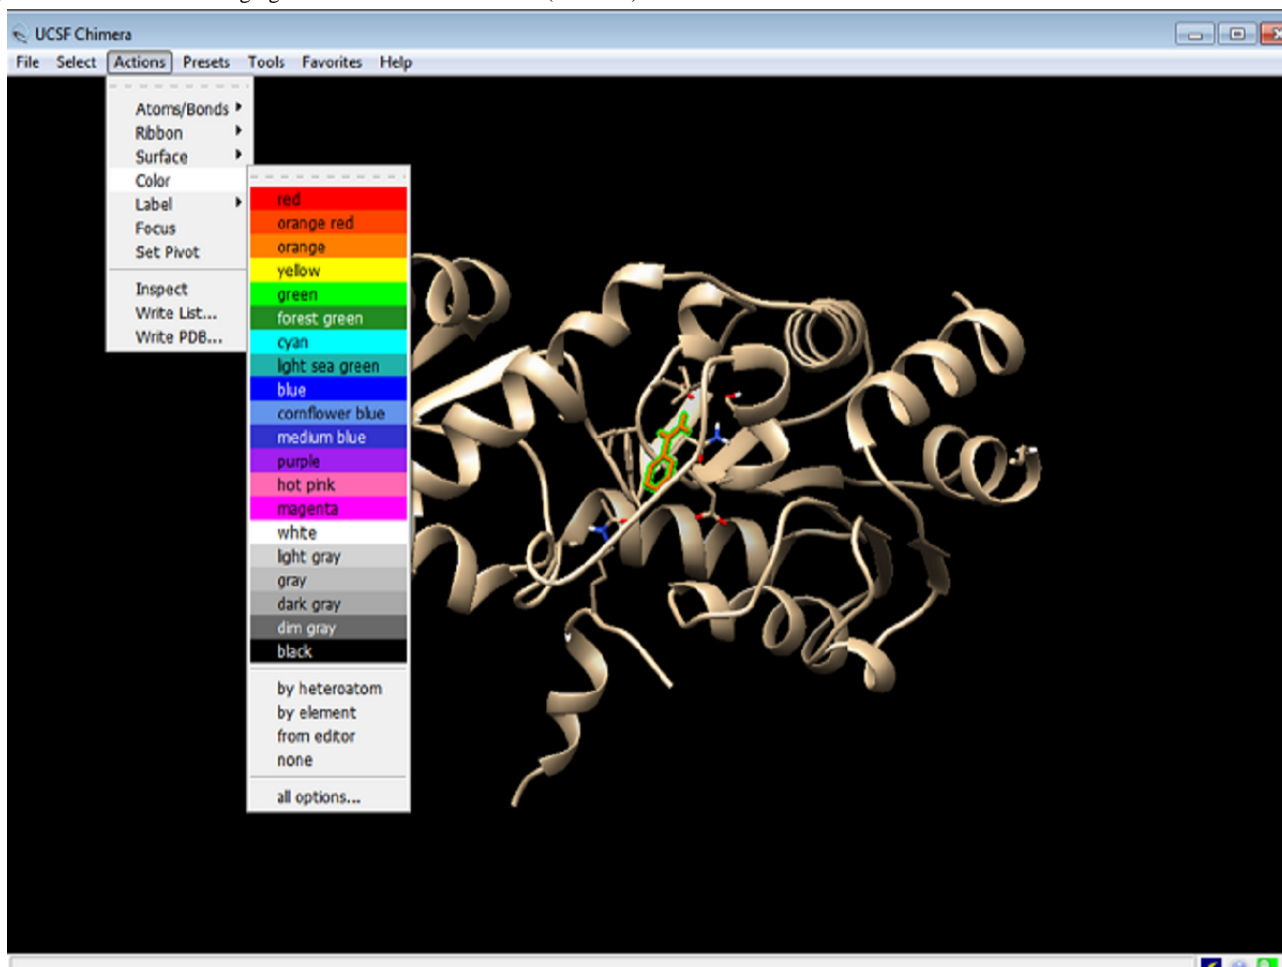 UCSF Chimera
File Select Actions Presets Tools Favorites Help
Atoms/Bonds
Ribbon
Surface
Color
Label
Focus
Set Pivot
Inspect
Write List...
Write PDB...
red
orange red
orange
yellow
green
forest green
cyan
light sea green
blue
cornflower blue
medium blue
purple
hot pink
magenta
white
light gray
gray
dark gray
dim gray
black
by heteroatom
by element
from editor
none
all options...